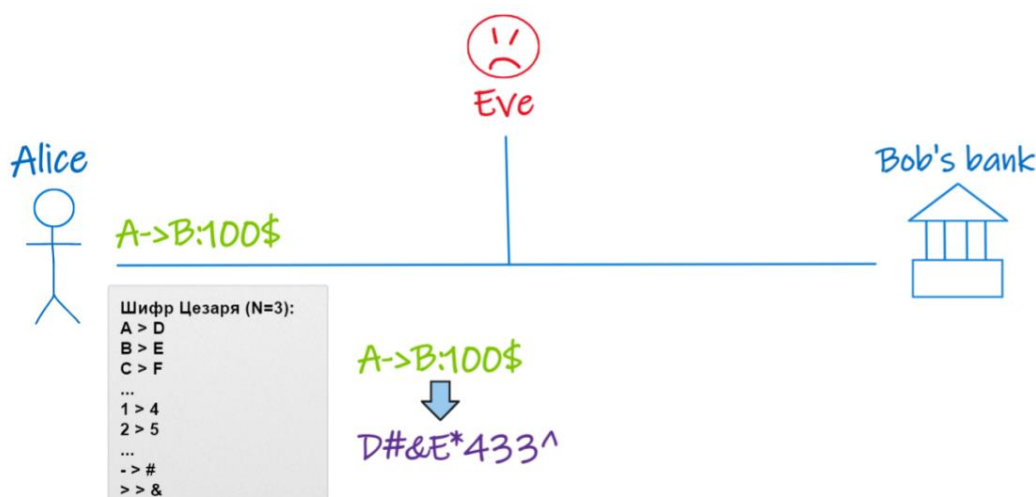 Eve
Alice
Bob's bank
A->B:100$
Шифр Цезаря (N=3):
A > D
B > E
C > F
...
1 > 4
2 > 5
...
- > #
> > &
A->B:100$
D#&E*433^